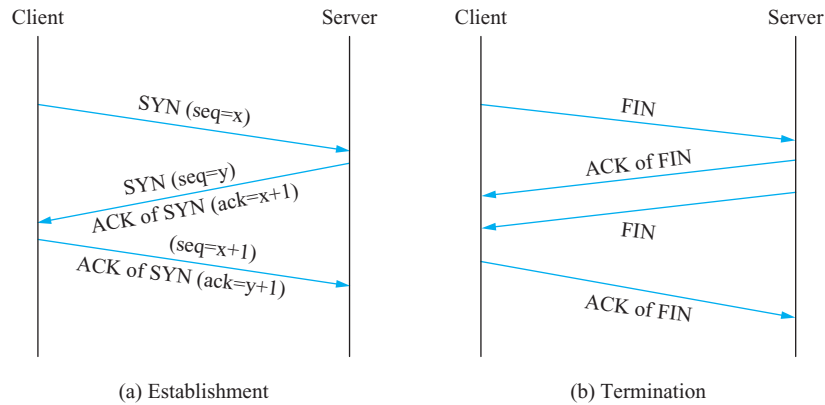 Client
Server
SYN (seq=x)
SYN (seq=y)
ACK of SYN (ack=x+1)
(seq=x+1)
ACK of SYN (ack=y+1)
(a) Establishment
Client
Server
FIN
ACK of FIN
FIN
ACK of FIN
(b) Termination